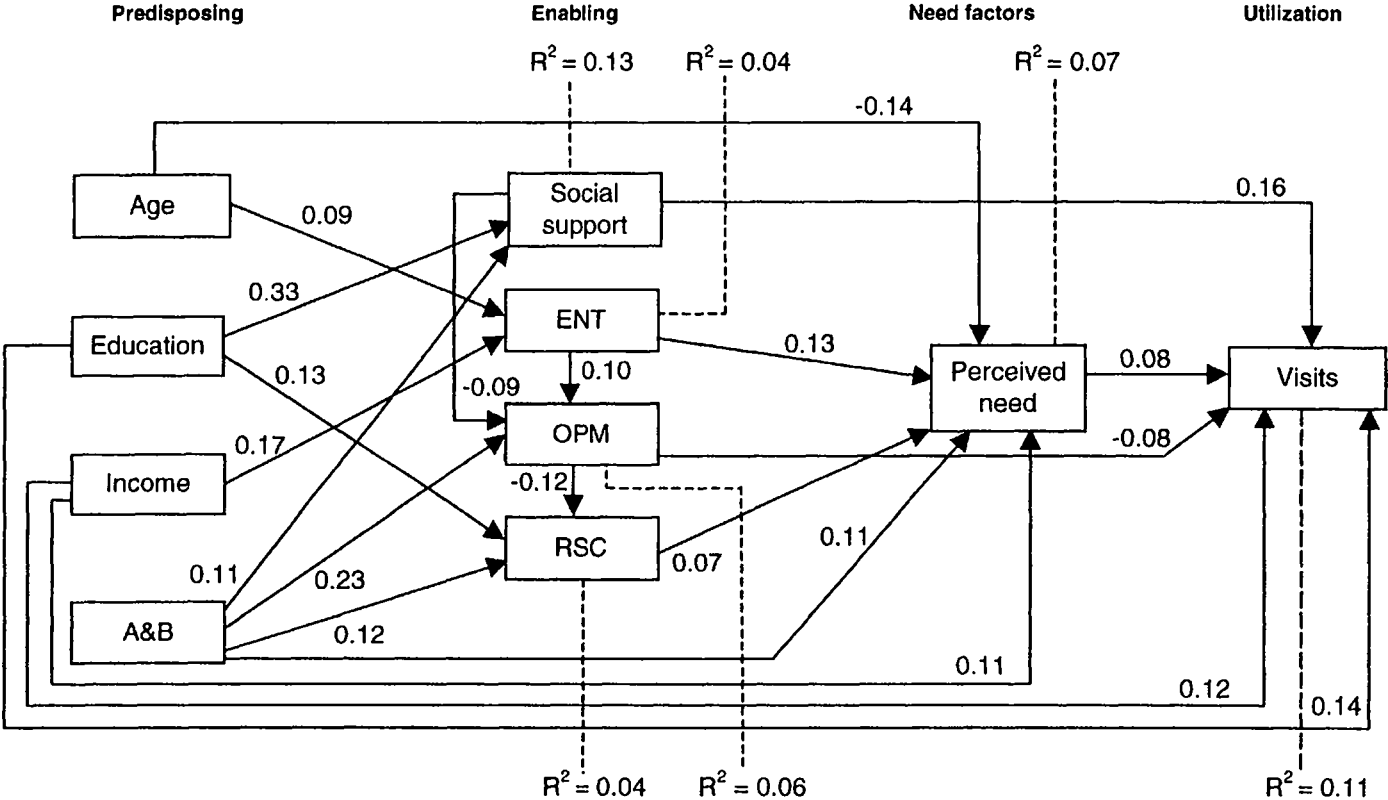 Predisposing Enabling Need factors Utilization
R² = 0.13 R² = 0.04 R² = 0.07
-0.14
Age
0.09
Social
support
0.16
0.33
Education
ENT
0.13
0.13
0.10
-0.09
Perceived
need
0.08
Visits
OPM
-0.08
0.17
Income
-0.12
RSC
0.07
0.11
0.11
0.23
A&B
0.12
0.11
0.12
0.14
R² = 0.04 R² = 0.06 R² = 0.11